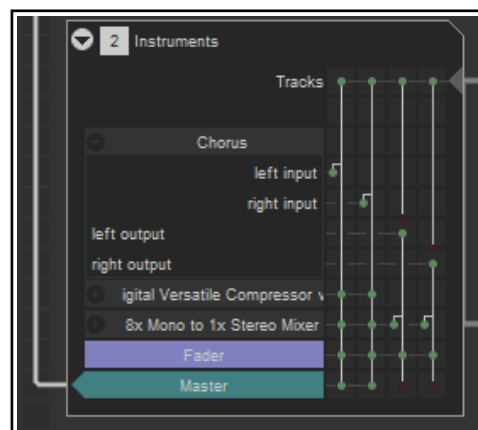 2 Instruments
Tracks
Chorus
left input
right input
left output
right output
igital Versatile Compressor v
8x Mono to 1x Stereo Mixer
Fader
Master